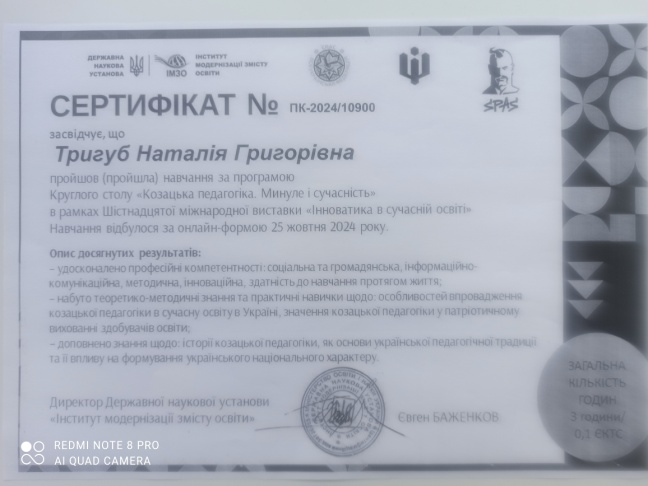 ДЕРЖАВНА
НАУКОВА
УСТАНОВА
ІМЗО
ІНСТИТУТ
МОДЕРНІЗАЦІЇ ЗМІСТУ
ОСВІТИ
SPAS
СЕРТИФІКАТ № ПК-2024/10900
засвідчує, що
Тригуб Наталія Григорівна
пройшов (пройшла) навчання за програмою
Круглого столу «Козацька педагогіка. Минуле і сучасність»
в рамках Шістнадцятої міжнародної виставки «Інноватика в сучасній освіті»
Навчання відбулося за онлайн-формою 25 жовтня 2024 року.
Опис досягнутих результатів:
– удосконалено професійні компетентності: соціальна та громадянська, інформаційно-
комунікаційна, методична, інноваційна, здатність до навчання протягом життя;
– набуто теоретико-методичні знання та практичні навички щодо: особливостей впровадження
козацької педагогіки в сучасну освіту в Україні, значення козацької педагогіки у патріотичному
вихованні здобувачів освіти;
– доповнено знання щодо: історії козацької педагогіки, як основи української педагогічної традиції
та її впливу на формування українського національного характеру.
ЗАГАЛЬНА
КІЛЬКІСТЬ
ГОДИН
3 години/
0,1 ЄКТС
Директор Державної наукової установи
«Інститут модернізації змісту освіти»
Євген БАЖЕНКОВ
REDMI NOTE 8 PRO
AI QUAD CAMERA